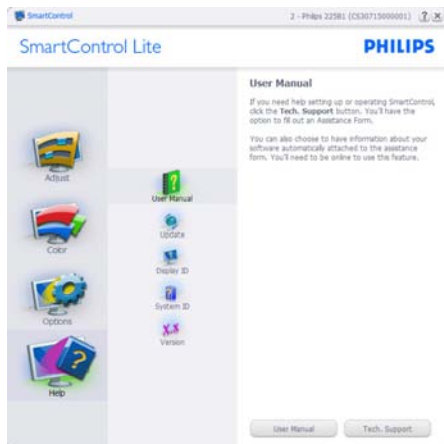 SmartControl
2 - Philips 225B1 (CS30715000001)
SmartControl Lite
PHILIPS
Adjust
Color
Options
Help
User Manual
Update
Display ID
System ID
X.X
Version
User Manual
If you need help setting up or operating SmartControl,
click the Tech. Support button. You'll have the
option to fill out an Assistance Form.
You can also choose to have information about your
software automatically attached to the assistance
form. You'll need to be online to use this feature.
User Manual
Tech. Support